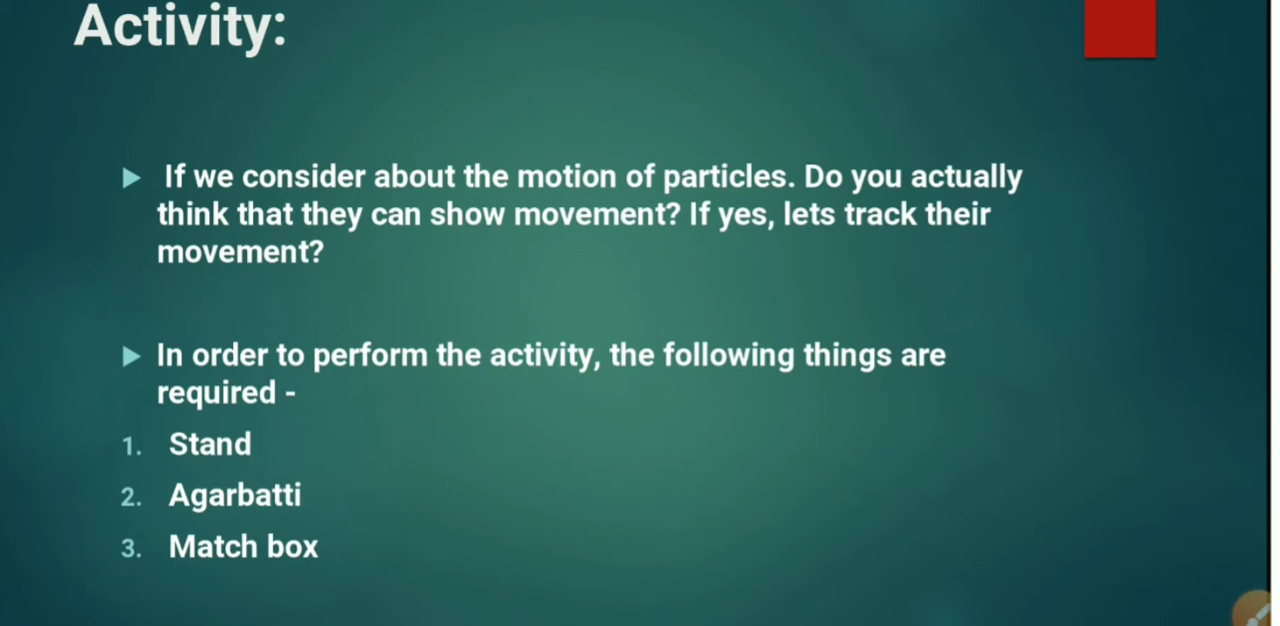 Activity:
If we consider about the motion of particles. Do you actually
think that they can show movement? If yes, lets track their
movement?
In order to perform the activity, the following things are
required -
1. Stand
2. Agarbatti
3. Match box